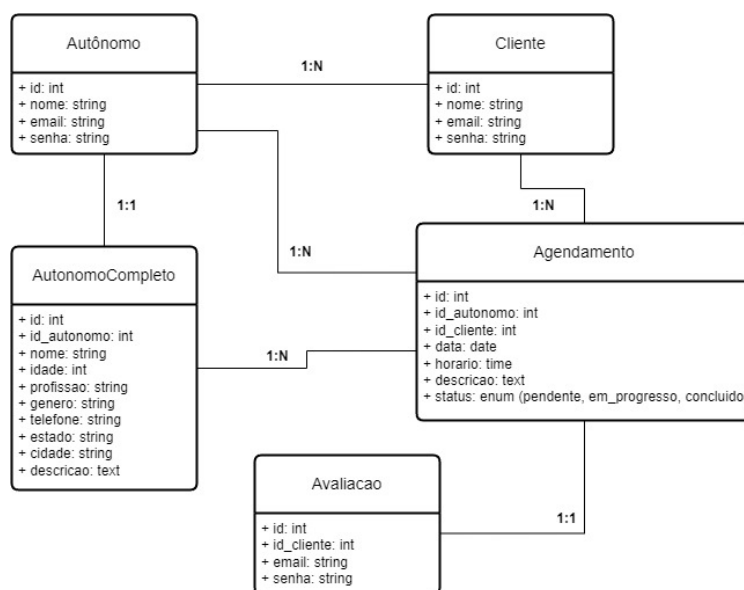 Autônomo
+ id: int
+ nome: string
+ email: string
+ senha: string
1:N
Cliente
+ id: int
+ nome: string
+ email: string
+ senha: string
1:1
1:N
1:N
AutonomoCompleto
+ id: int
+ id_autonomo: int
+ nome: string
+ idade: int
+ profissao: string
+ genero: string
+ telefone: string
+ estado: string
+ cidade: string
+ descricao: text
1:N
Agendamento
+ id: int
+ id_autonomo: int
+ id_cliente: int
+ data: date
+ horario: time
+ descricao: text
+ status: enum (pendente, em_progresso, concluido
Avaliacao
+ id: int
+ id_cliente: int
+ email: string
+ senha: string
1:1